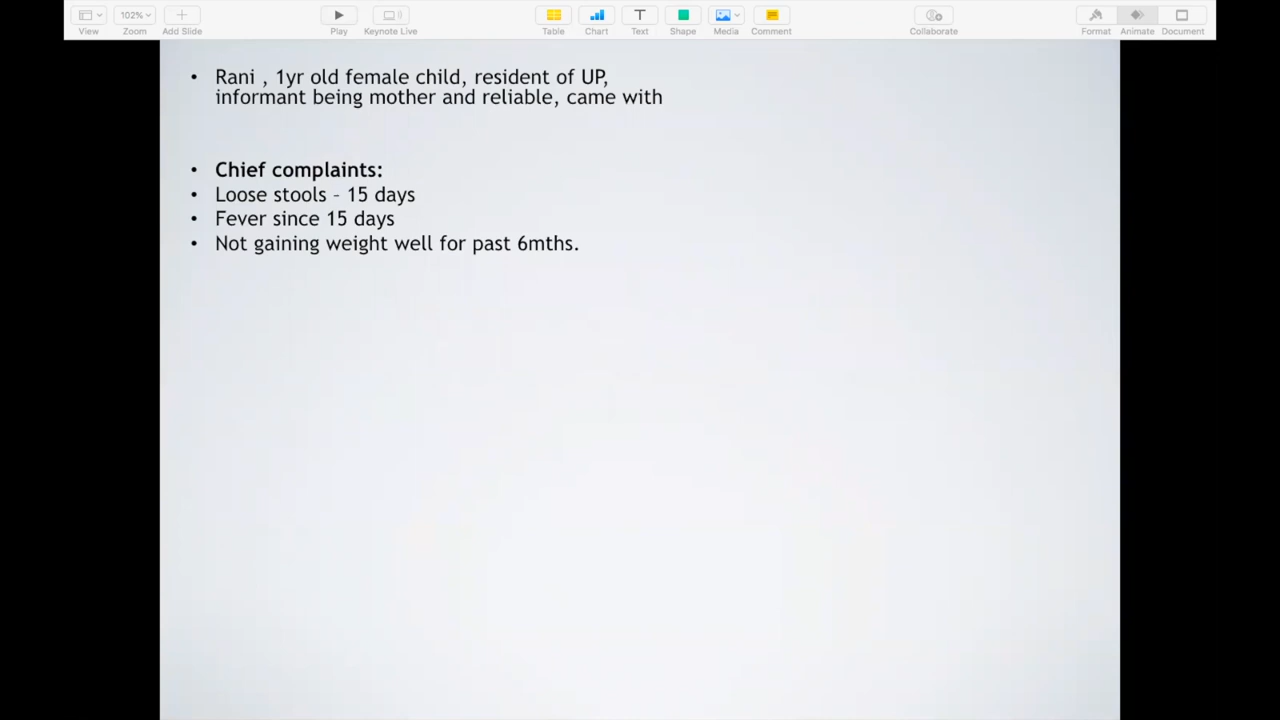 102%
View
Zoom
Add Slide
Play
Keynote Live
Table
Chart
T
Text
Shape
Media
Comment
Collaborate
Format
Animate
Document
• Rani , 1yr old female child, resident of UP,
informant being mother and reliable, came with
• Chief complaints:
• Loose stools – 15 days
• Fever since 15 days
• Not gaining weight well for past 6mths.